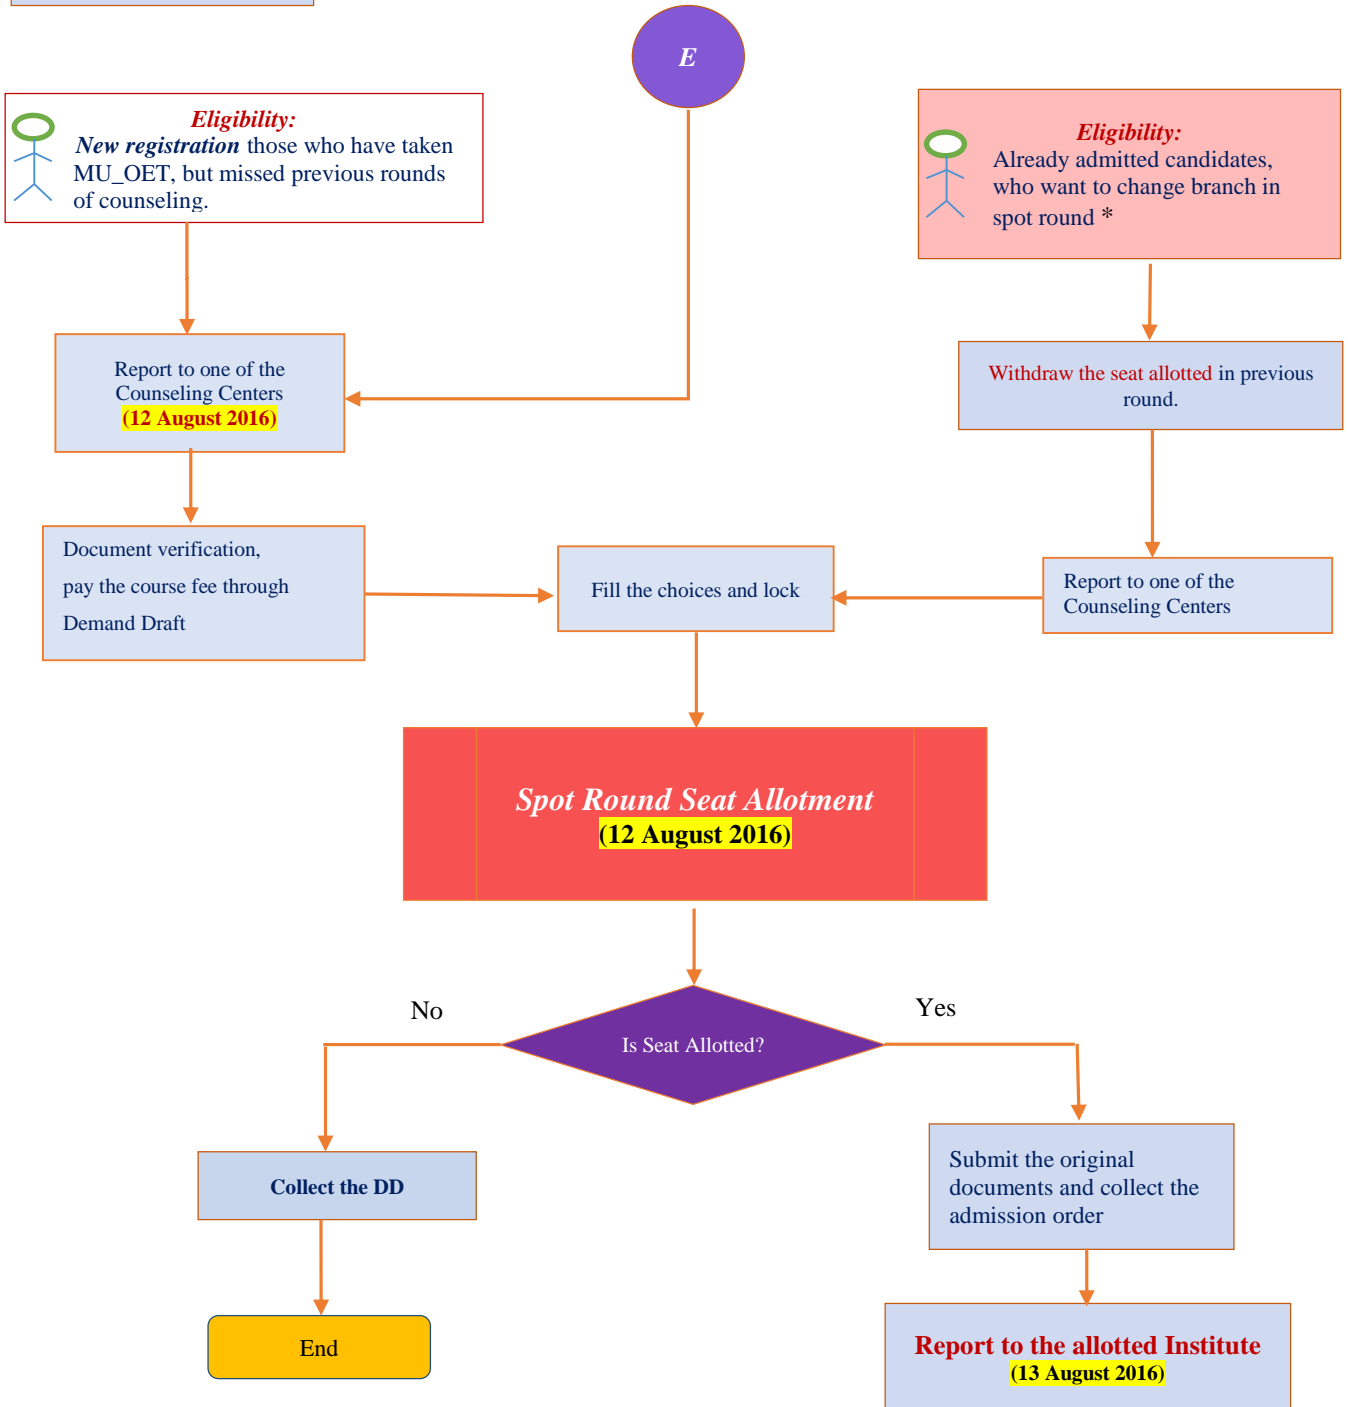 E
Eligibility:
New registration those who have taken
MU_OET, but missed previous rounds
of counseling.
Eligibility:
Already admitted candidates,
who want to change branch in
spot round *
Report to one of the
Counseling Centers
(12 August 2016)
Withdraw the seat allotted in previous
round.
Document verification,
pay the course fee through
Demand Draft
Fill the choices and lock
Report to one of the
Counseling Centers
Spot Round Seat Allotment
(12 August 2016)
No
Yes
Is Seat Allotted?
Collect the DD
Submit the original
documents and collect the
admission order
End
Report to the allotted Institute
(13 August 2016)